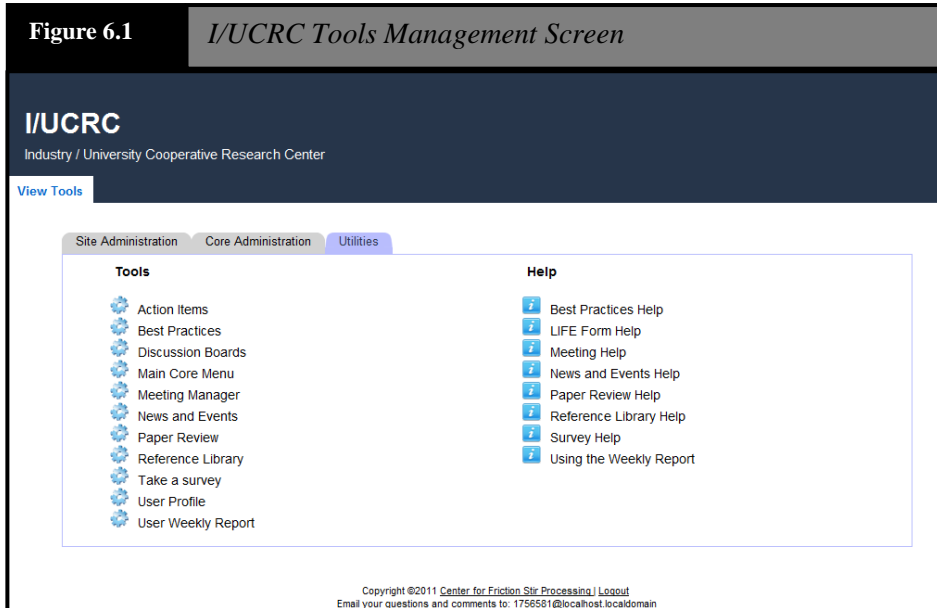 Figure 6.1 I/UCRC Tools Management Screen
I/UCRC
Industry / University Cooperative Research Center
View Tools
Site Administration Core Administration Utilities
Tools
Action Items
Best Practices
Discussion Boards
Main Core Menu
Meeting Manager
News and Events
Paper Review
Reference Library
Take a survey
User Profile
User Weekly Report
Help
Best Practices Help
LIFE Form Help
Meeting Help
News and Events Help
Paper Review Help
Reference Library Help
Survey Help
Using the Weekly Report
Copyright ©2011 Center for Friction Stir Processing | Logout
Email your questions and comments to: 1756581@localhost.localdomain